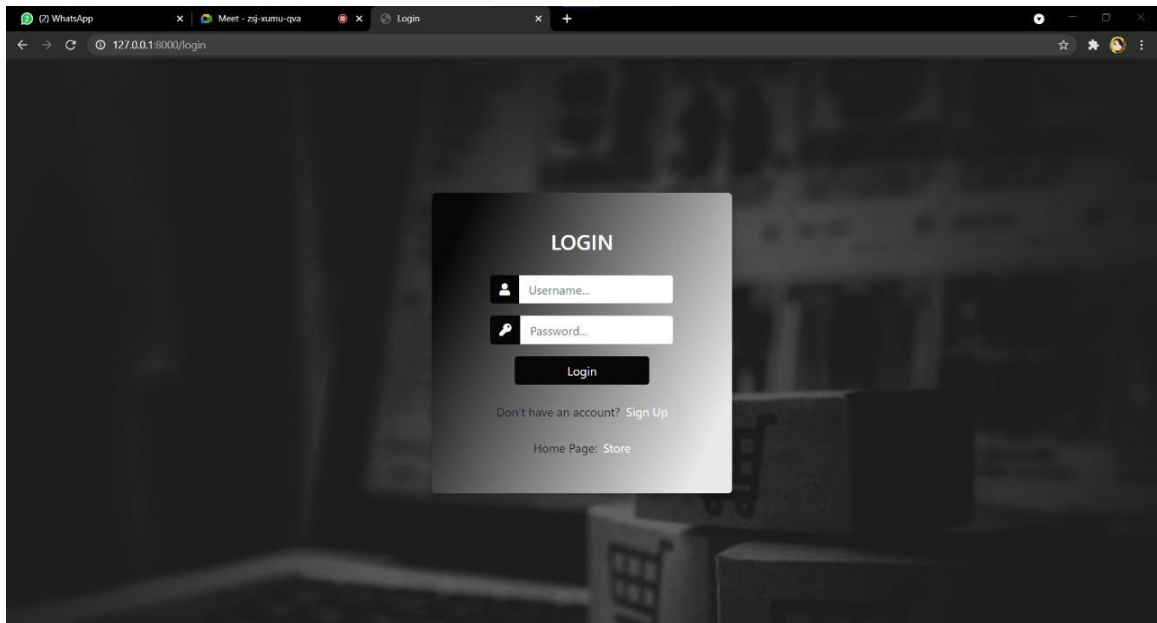 (2) WhatsApp
Meet - zsj-xumu-qva
Login
127.0.0.1:8000/login
LOGIN
Username...
Password...
Login
Don't have an account? Sign Up
Home Page: Store